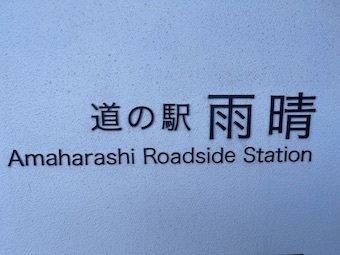 道の駅 雨晴
Amaharashi Roadside Station